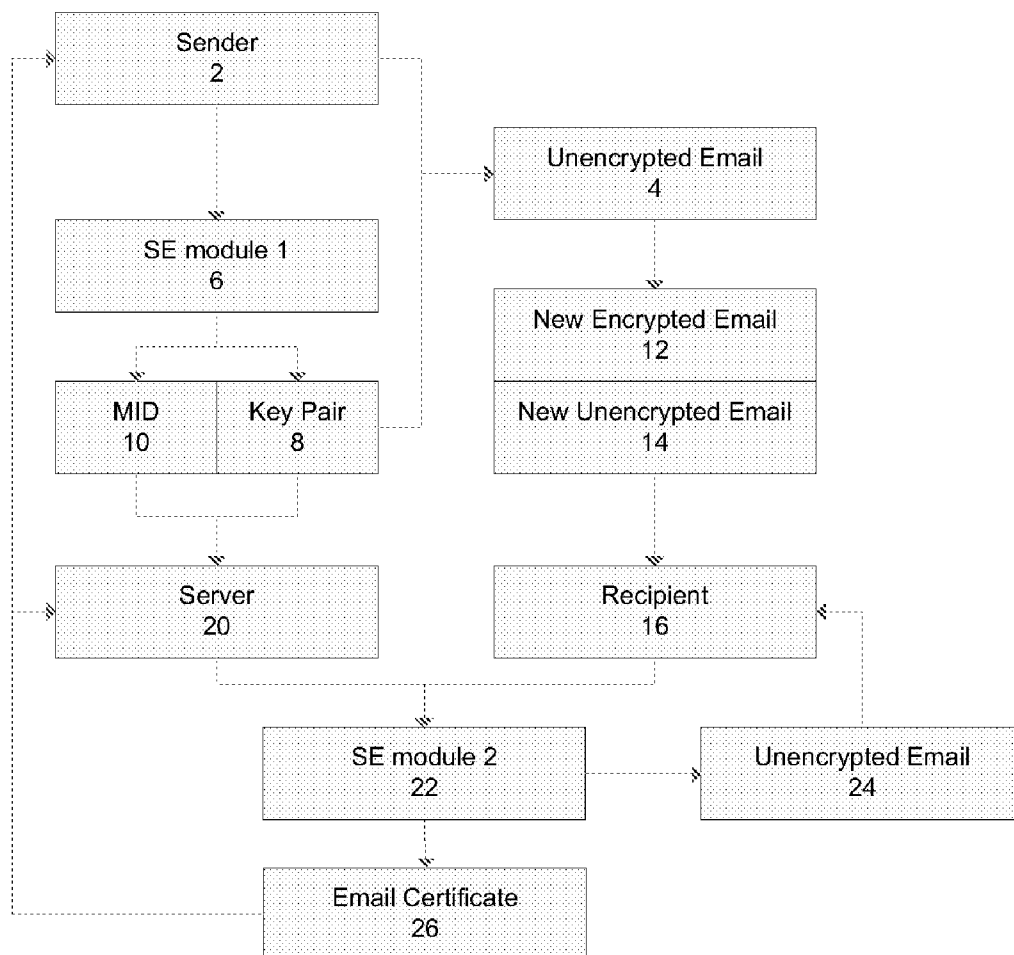 Sender
2
Unencrypted Email
4
SE module 1
6
New Encrypted Email
12
MID
10
Key Pair
8
New Unencrypted Email
14
Server
20
Recipient
16
SE module 2
22
Unencrypted Email
24
Email Certificate
26